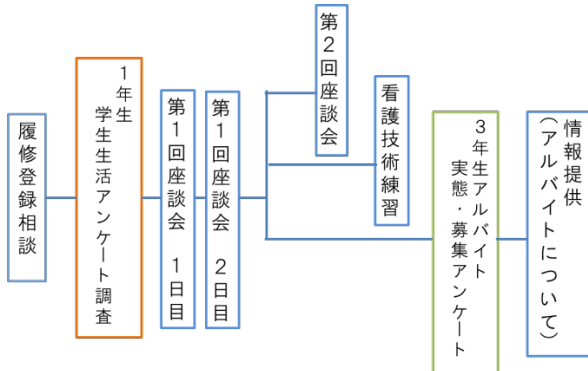 履修登録相談
1年生
学生生活アンケート調査
第1回座談会　1日目
第1回座談会　2日目
第2回座談会
看護技術練習
3年生アルバイト
実態・募集アンケート
情報提供
（アルバイトについて）